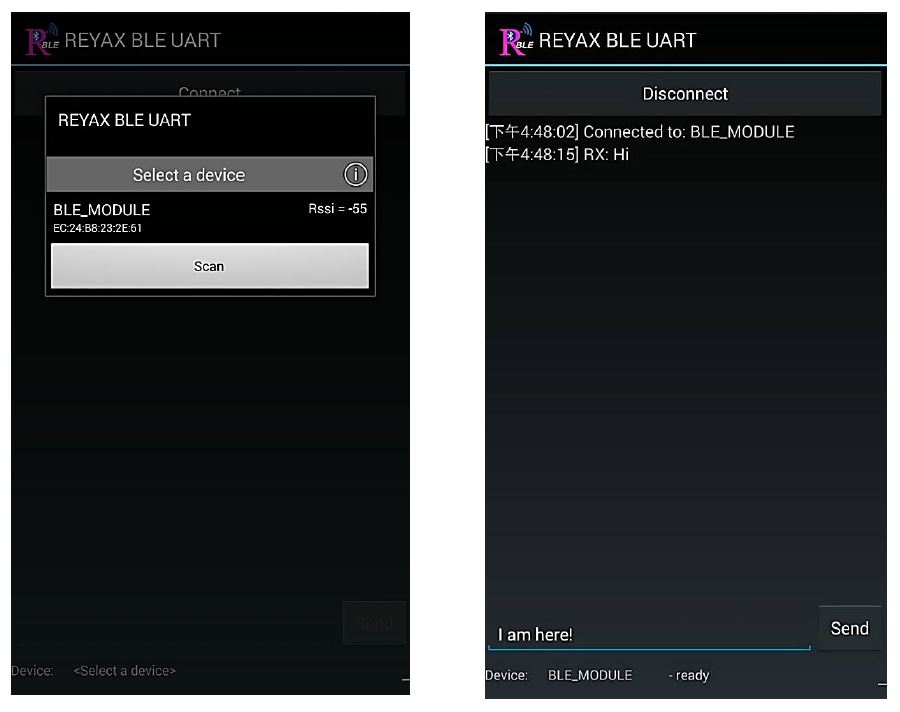 RBLE REYAX BLE UART
Connect
REYAX BLE UART
Select a device
BLE_MODULE Rssi = -55
EC:24:B8:23:2E:61
Scan
Send
Device: <Select a device>
RBLE REYAX BLE UART
Disconnect
[下午4:48:02] Connected to: BLE_MODULE
[下午4:48:15] RX: Hi
I am here!
Send
Device: BLE_MODULE - ready